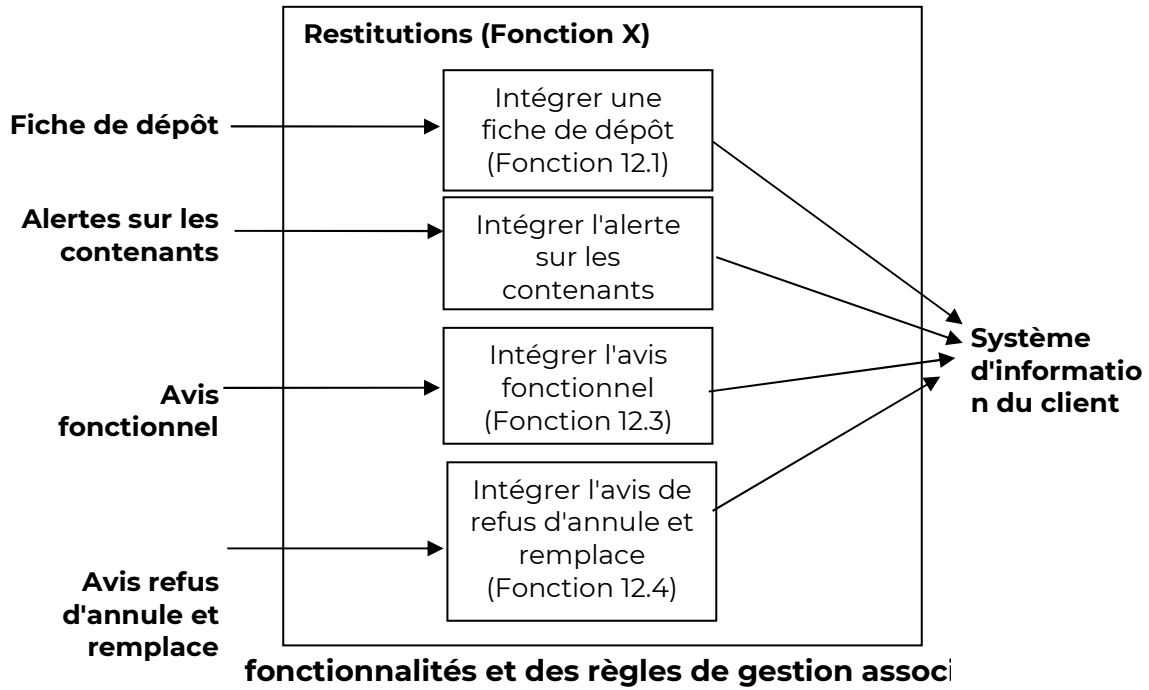 Restitutions (Fonction X)
Fiche de dépôt
Intégrer une
fiche de dépôt
(Fonction 12.1)
Alertes sur les
contenants
Intégrer l'alerte
sur les
contenants
Avis
fonctionnel
Intégrer l'avis
fonctionnel
(Fonction 12.3)
Avis refus
d'annule et
remplace
Intégrer l'avis de
refus d'annule et
remplace
(Fonction 12.4)
Système
d'informatio
n du client
fonctionnalités et des règles de gestion associ